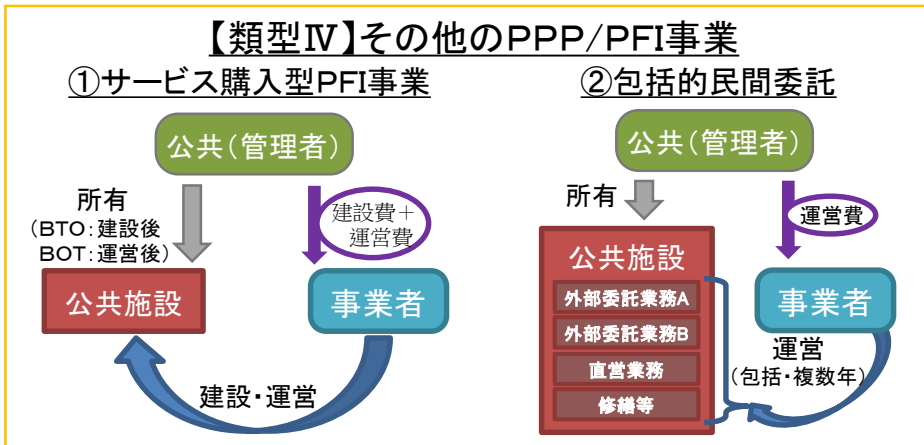 【類型Ⅳ】その他のPPP/PFI事業
①サービス購入型PFI事業
公共(管理者)
所有
(BTO:建設後
BOT:運営後)
建設費+
運営費
公共施設
事業者
建設・運営
②包括的民間委託
公共(管理者)
所有
運営費
公共施設
外部委託業務A
外部委託業務B
直営業務
修繕等
事業者
運営
(包括・複数年)